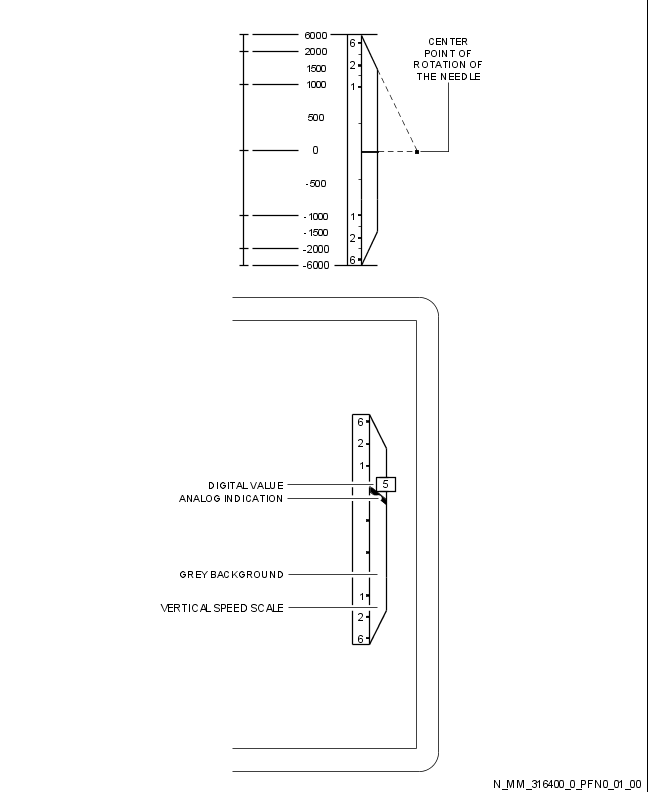 6000
2000
1500
1000
500
0
-500
-1000
-1500
-2000
-6000
6
2
1
1
2
6
CENTER
POINT OF
ROTATION OF
THE NEEDLE
6
2
1
5
1
2
6
DIGITAL VALUE
ANALOG INDICATION
GREY BACKGROUND
VERTICAL SPEED SCALE
N_MM_316400_0_PFN0_01_00